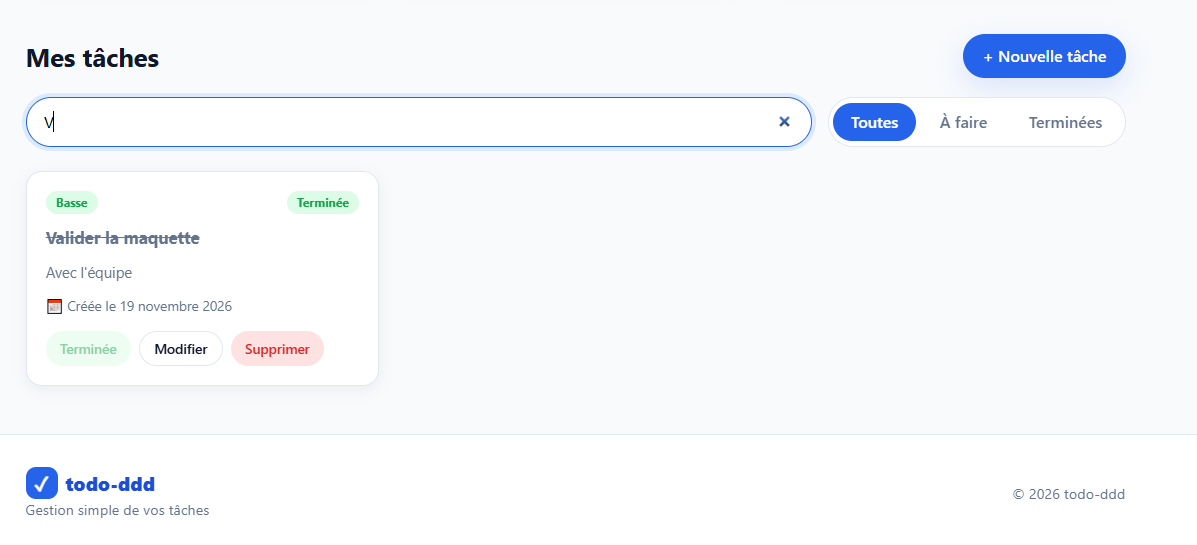 Mes tâches
+ Nouvelle tâche
V
×
Toutes
À faire
Terminées
Basse
Terminée
Valider la maquette
Avec l'équipe
Créée le 19 novembre 2026
Terminée
Modifier
Supprimer
todo-ddd
Gestion simple de vos tâches
© 2026 todo-ddd